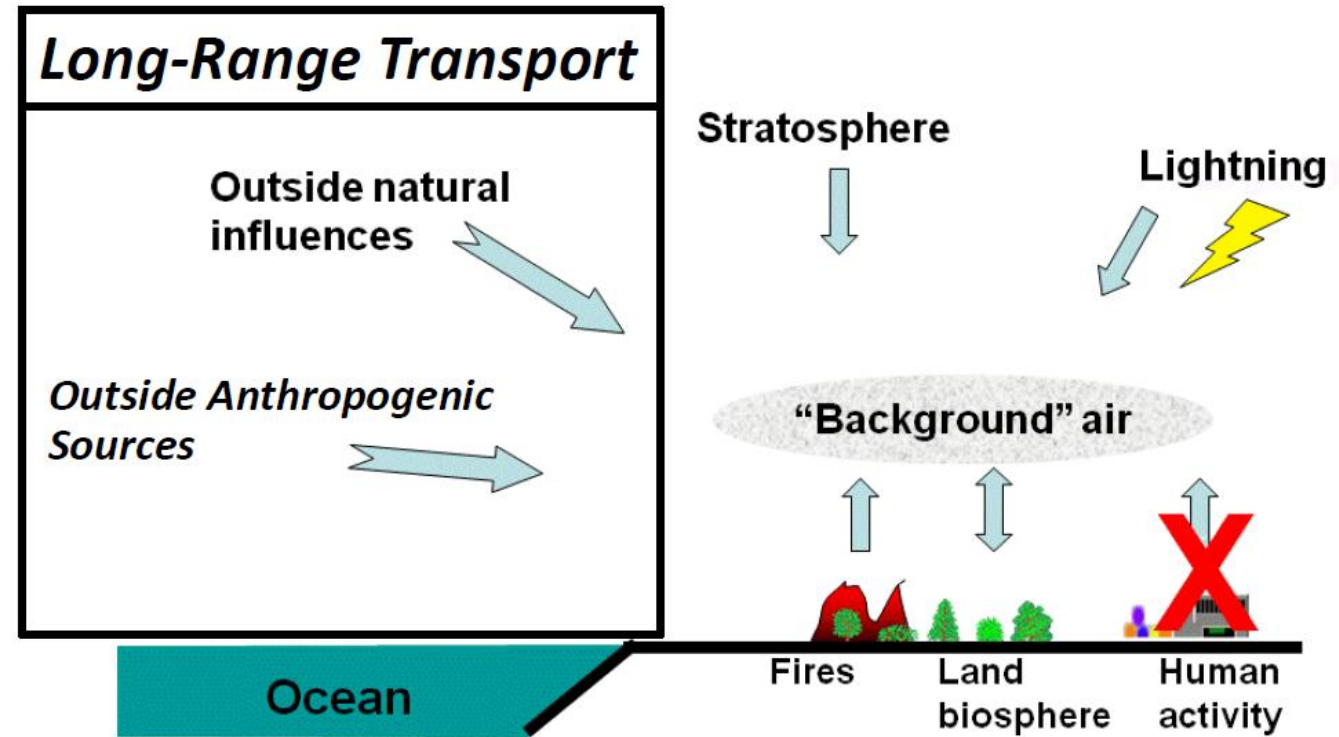 Long-Range Transport
Outside natural
influences
Outside Anthropogenic
Sources
Stratosphere
Lightning
“Background” air
Fires
Land
biosphere
Human
activity
Ocean